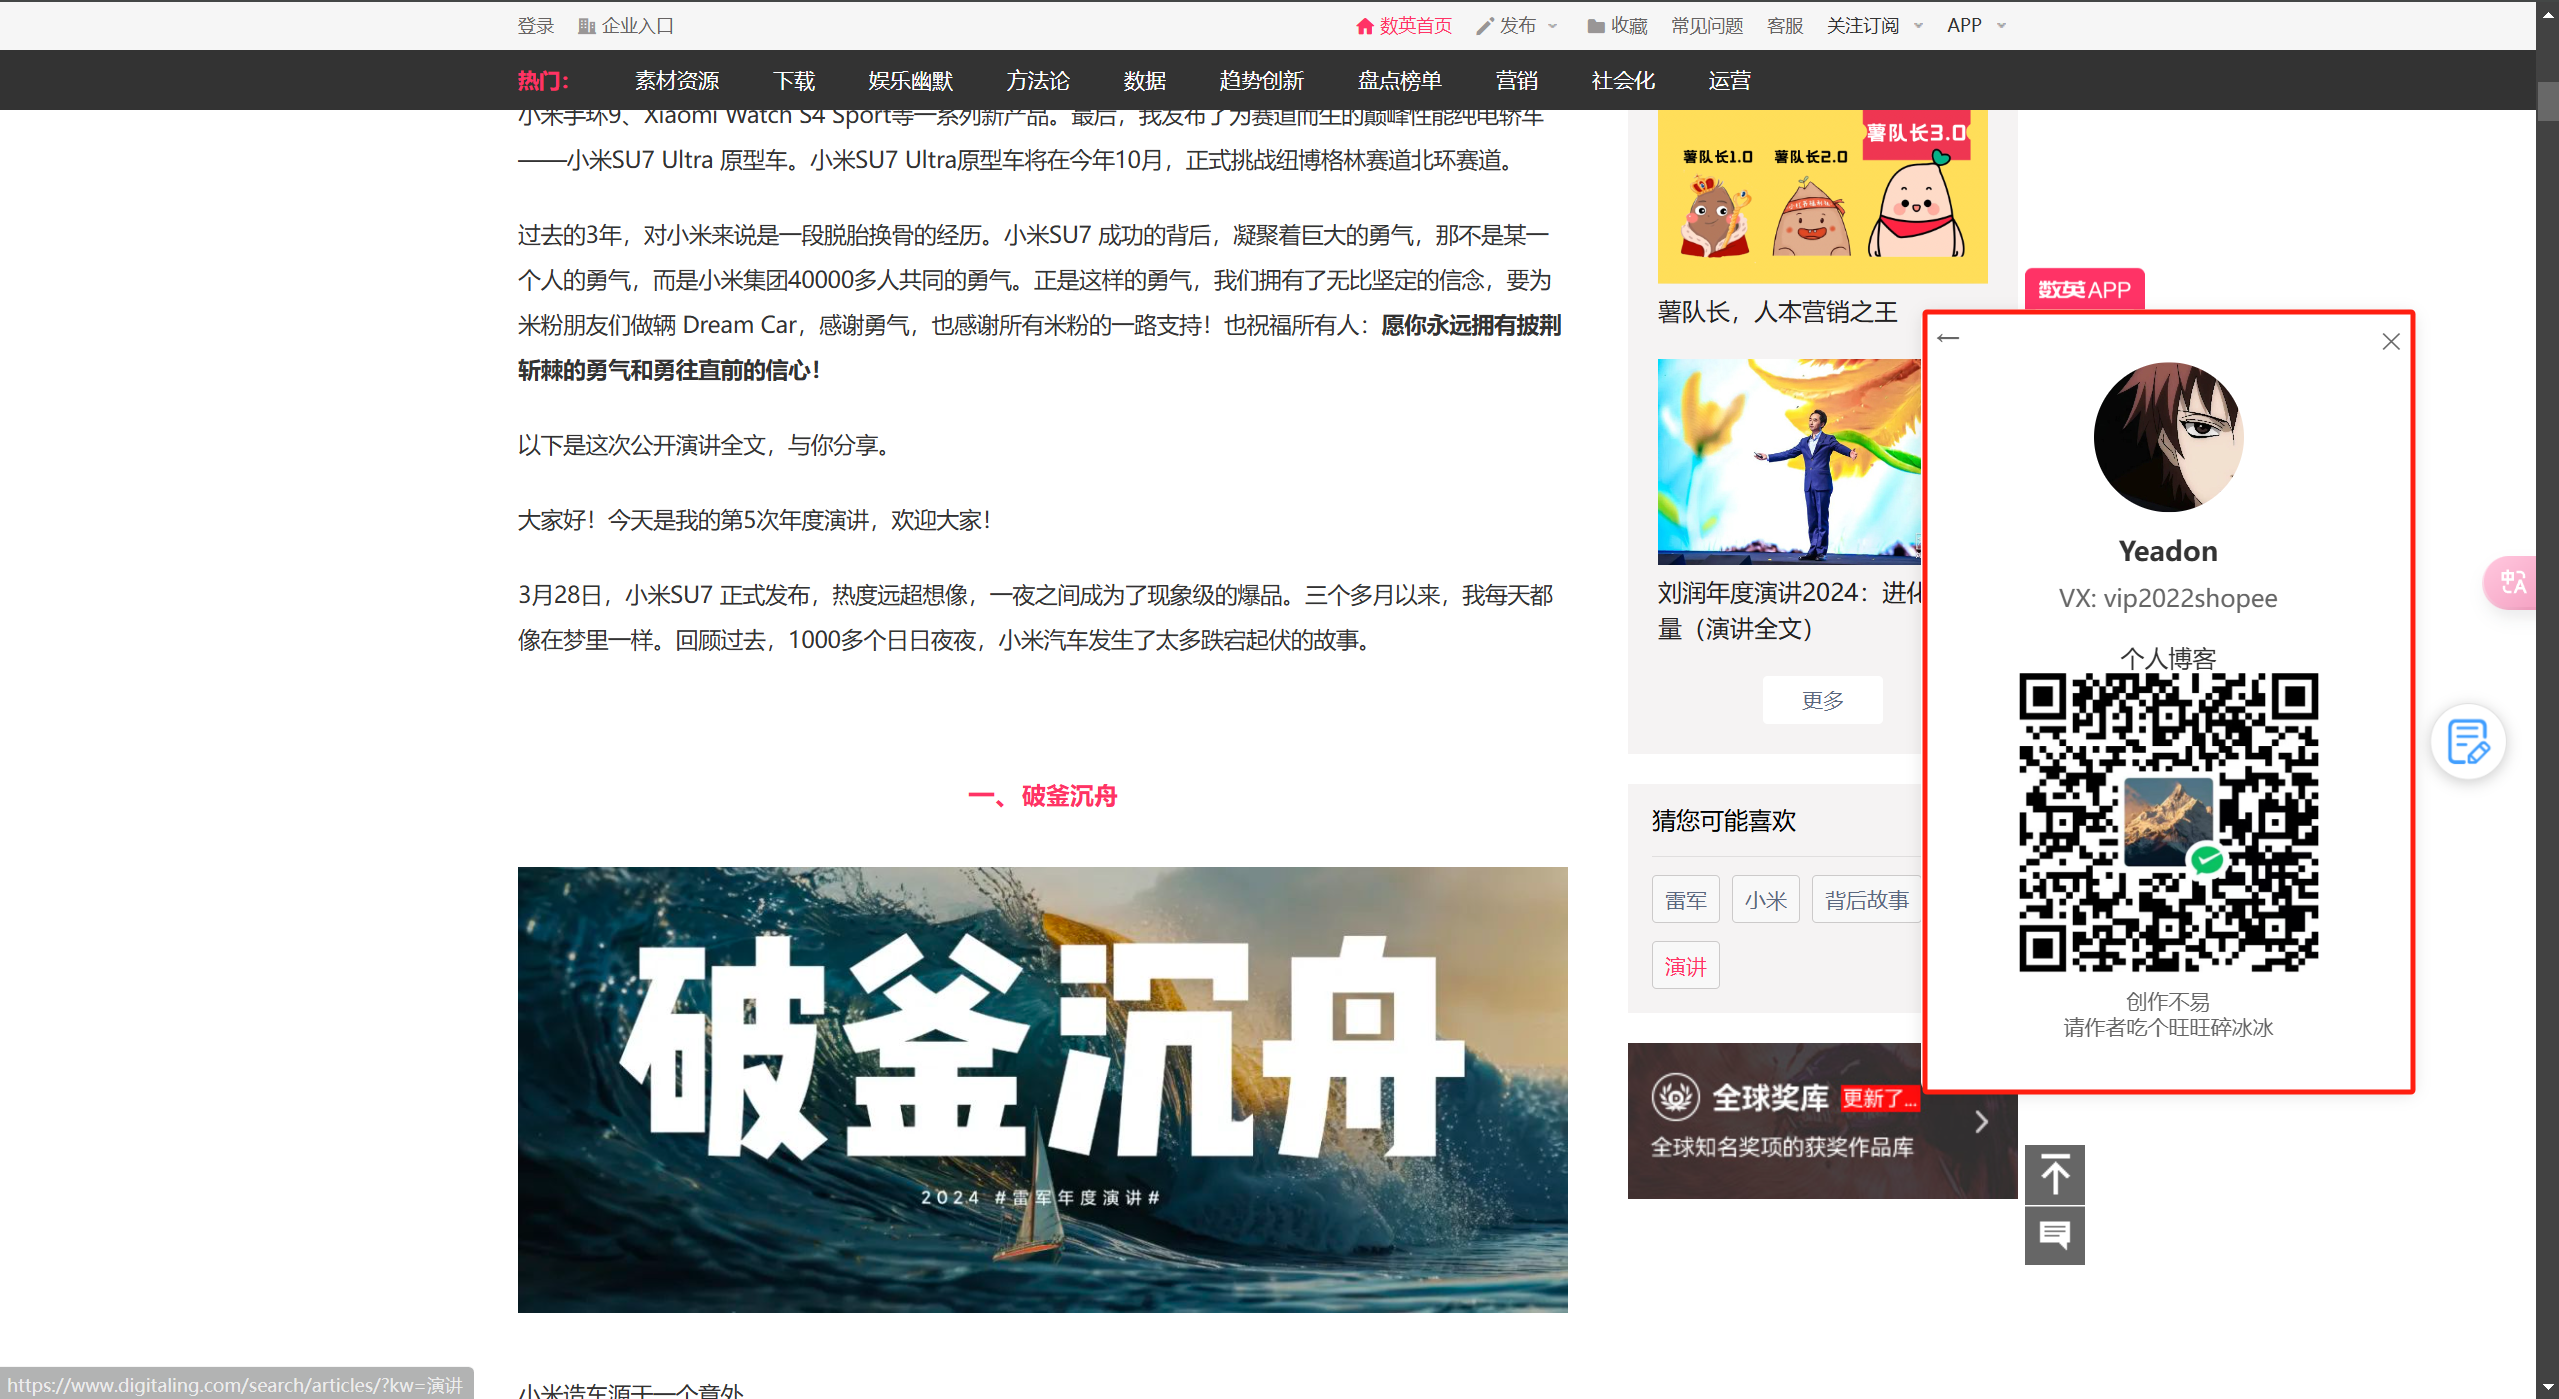 登录 企业入口 数英首页 发布 收藏 常见问题 客服 关注订阅 APP
热门： 素材资源 下载 娱乐幽默 方法论 数据 趋势创新 盘点榜单 营销 社会化 运营
小米手环9、Xiaomi Watch S4 Sport等一系列新产品。最后，我发布了为赛道而生的巅峰性能纯电轿车
——小米SU7 Ultra 原型车。小米SU7 Ultra原型车将在今年10月，正式挑战纽博格林赛道北环赛道。
过去的3年，对小米来说是一段脱胎换骨的经历。小米SU7 成功的背后，凝聚着巨大的勇气，那不是某一
个人的勇气，而是小米集团40000多人共同的勇气。正是这样的勇气，我们拥有了无比坚定的信念，要为
米粉朋友们做辆 Dream Car，感谢勇气，也感谢所有米粉的一路支持！也祝福所有人：愿你永远拥有披荆
斩棘的勇气和勇往直前的信心！
以下是这次公开演讲全文，与你分享。
大家好！今天是我的第5次年度演讲，欢迎大家！
3月28日，小米SU7 正式发布，热度远超想像，一夜之间成为了现象级的爆品。三个多月以来，我每天都
像在梦里一样。回顾过去，1000多个日日夜夜，小米汽车发生了太多跌宕起伏的故事。
一、破釜沉舟
破釜沉舟
2024 #雷军年度演讲#
小米造车源于一个意外
薯队长1.0 薯队长2.0 薯队长3.0
薯队长，人本营销之王
刘润年度演讲2024：进化
量（演讲全文）
更多
猜您可能喜欢
雷军 小米 背后故事
演讲
全球奖库 更新了...
全球知名奖项的获奖作品库
数英APP
Yeadon
VX: vip2022shopee
个人博客
创作不易
请作者吃个旺旺碎冰冰
中A
https://www.digitaling.com/search/articles/?kw=演讲